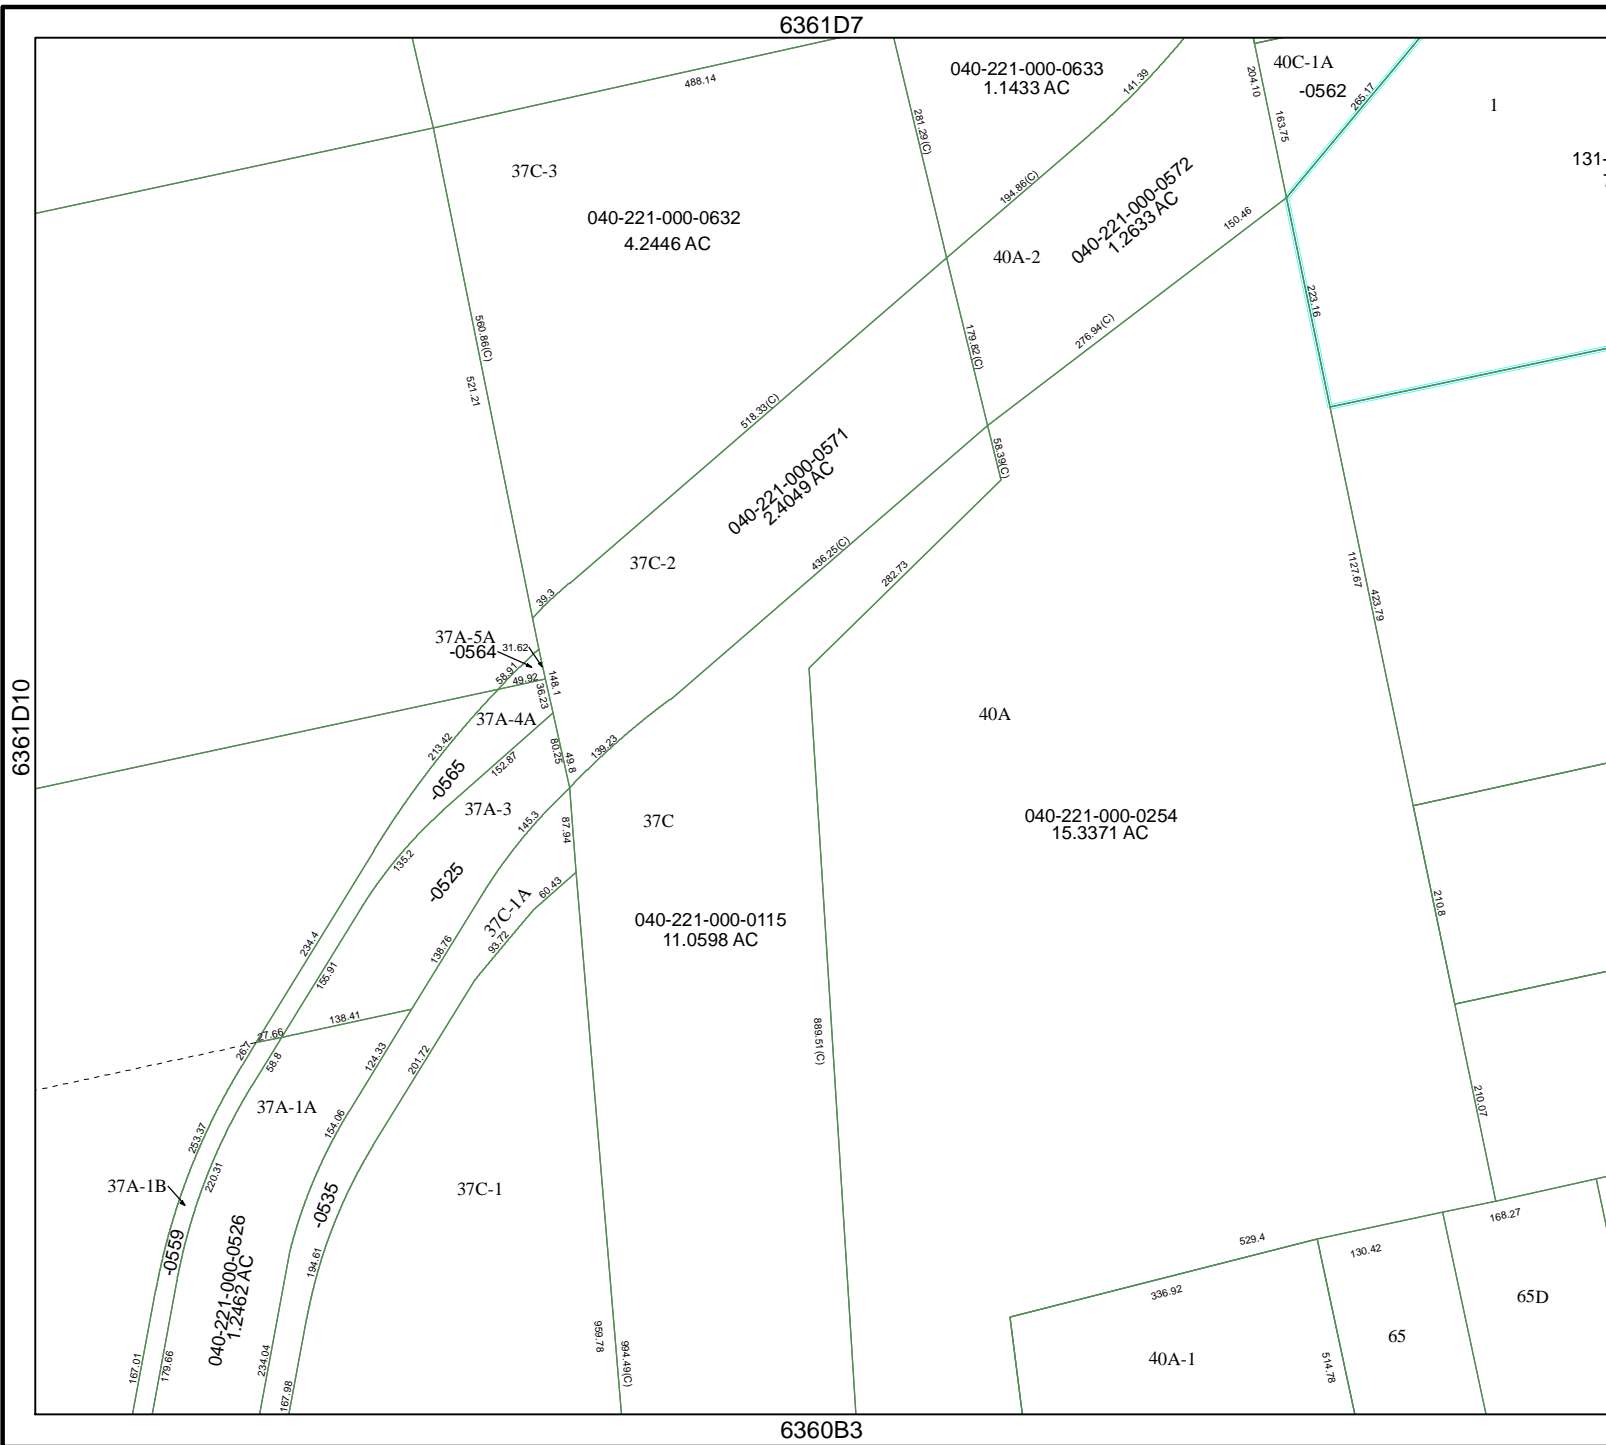 6361D7
488.14
281.29(C)
040-221-000-0633
1.1433 AC
141.39
204.10
40C-1A
-0562
265.17
1
163.75
131-
37C-3
040-221-000-0632
4.2446 AC
194.86(C)
040-221-000-0572
1.2633 AC
150.46
40A-2
560.86(C)
521.21
179.82(C)
276.94(C)
223.16
518.33(C)
58.39(C)
040-221-000-0571
2.4049 AC
436.25(C)
282.73
37C-2
1127.67
423.79
39.3
37A-5A
-0564
31.62
58.91
49.92
148.1
36.23
6361D10
37A-4A
213.42
80.25
49.8
139.23
152.87
-0565
40A
37A-3
145.3
87.94
37C
040-221-000-0254
15.3371 AC
135.2
-0525
60.43
37C-1A
93.72
138.76
040-221-000-0115
11.0598 AC
210.8
234.4
155.91
138.41
27.66
26.7
58.8
124.33
201.72
889.51(C)
37A-1A
154.06
253.37
220.31
210.07
37A-1B
37C-1
-0535
-0559
194.61
040-221-000-0526
1.2462 AC
168.27
529.4
130.42
336.92
65D
65
40A-1
514.78
959.78
994.49(C)
167.01
179.66
234.04
167.98
6360B3